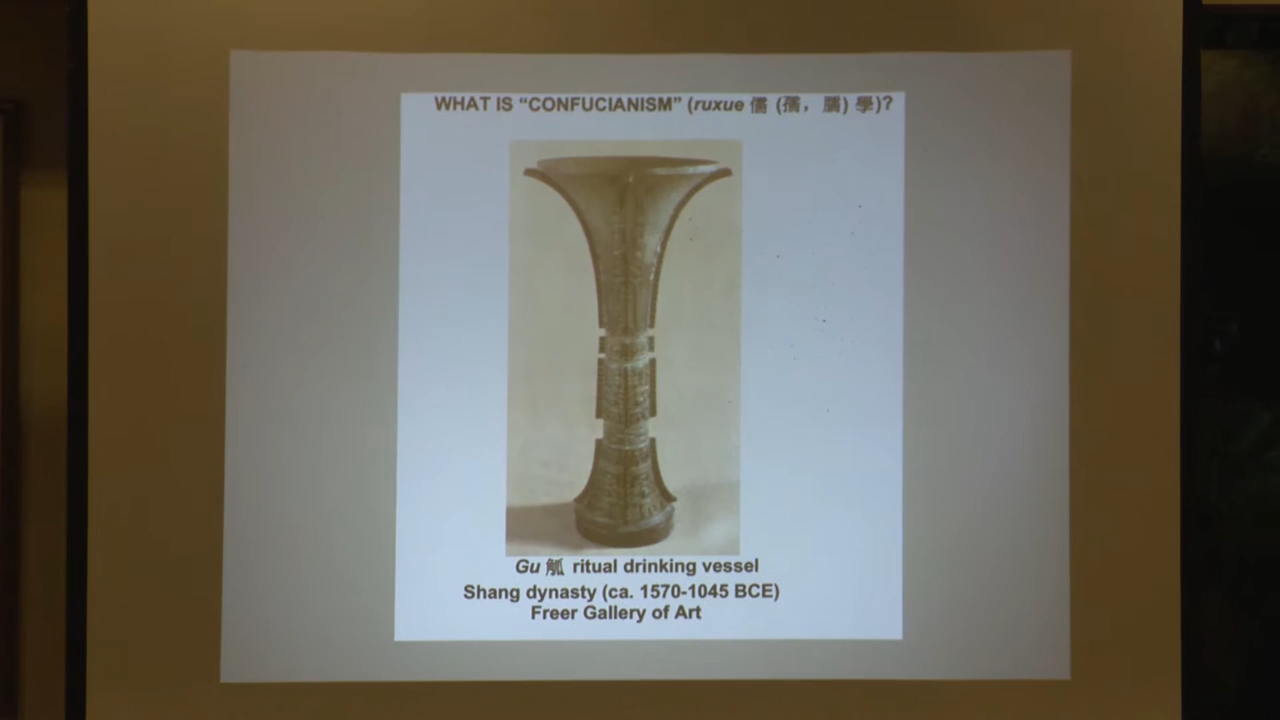 WHAT IS “CONFUCIANISM” (ruxue 儒 (孺，臑) 學)?
Gu 觚 ritual drinking vessel
Shang dynasty (ca. 1570-1045 BCE)
Freer Gallery of Art